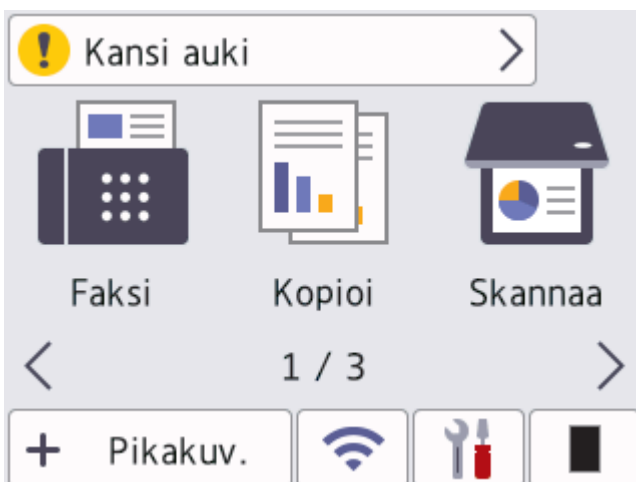 Kansi auki
Faksi Kopioi Skannaa
1 / 3
Pikakuv.